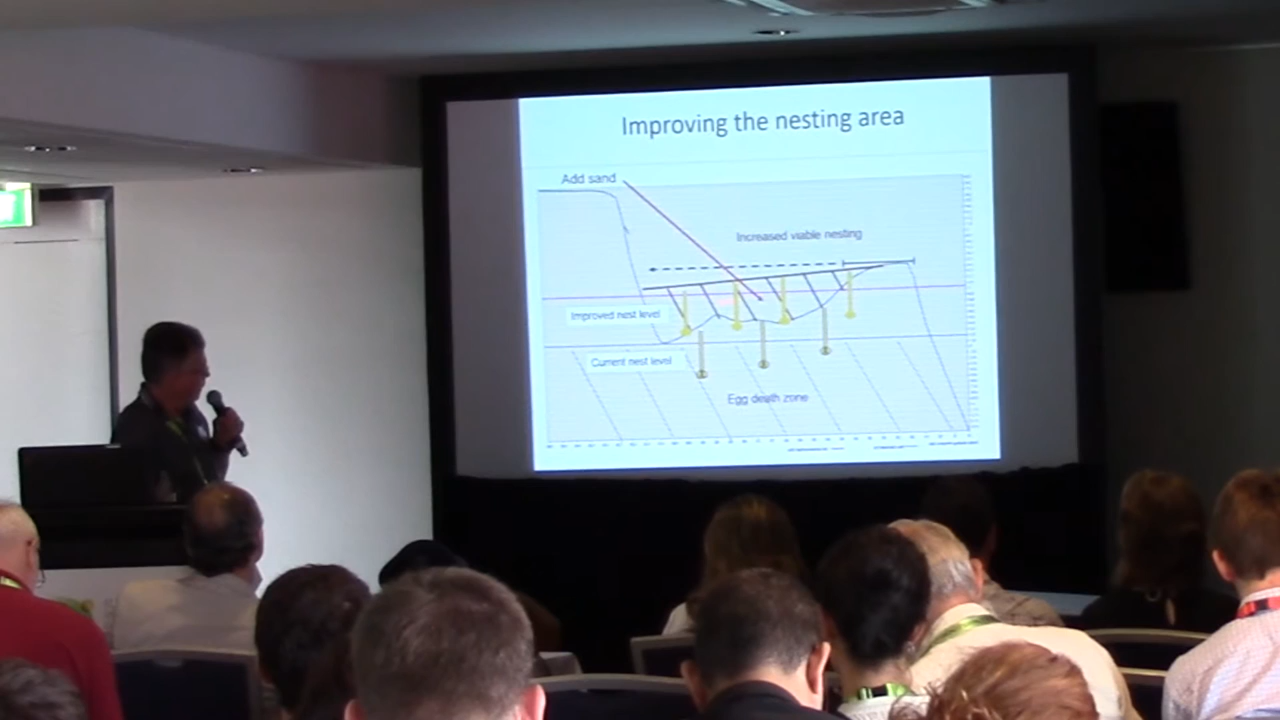 Improving the nesting area
Add sand
Increased viable nesting
Improved nest level
Current nest level
Egg death zone